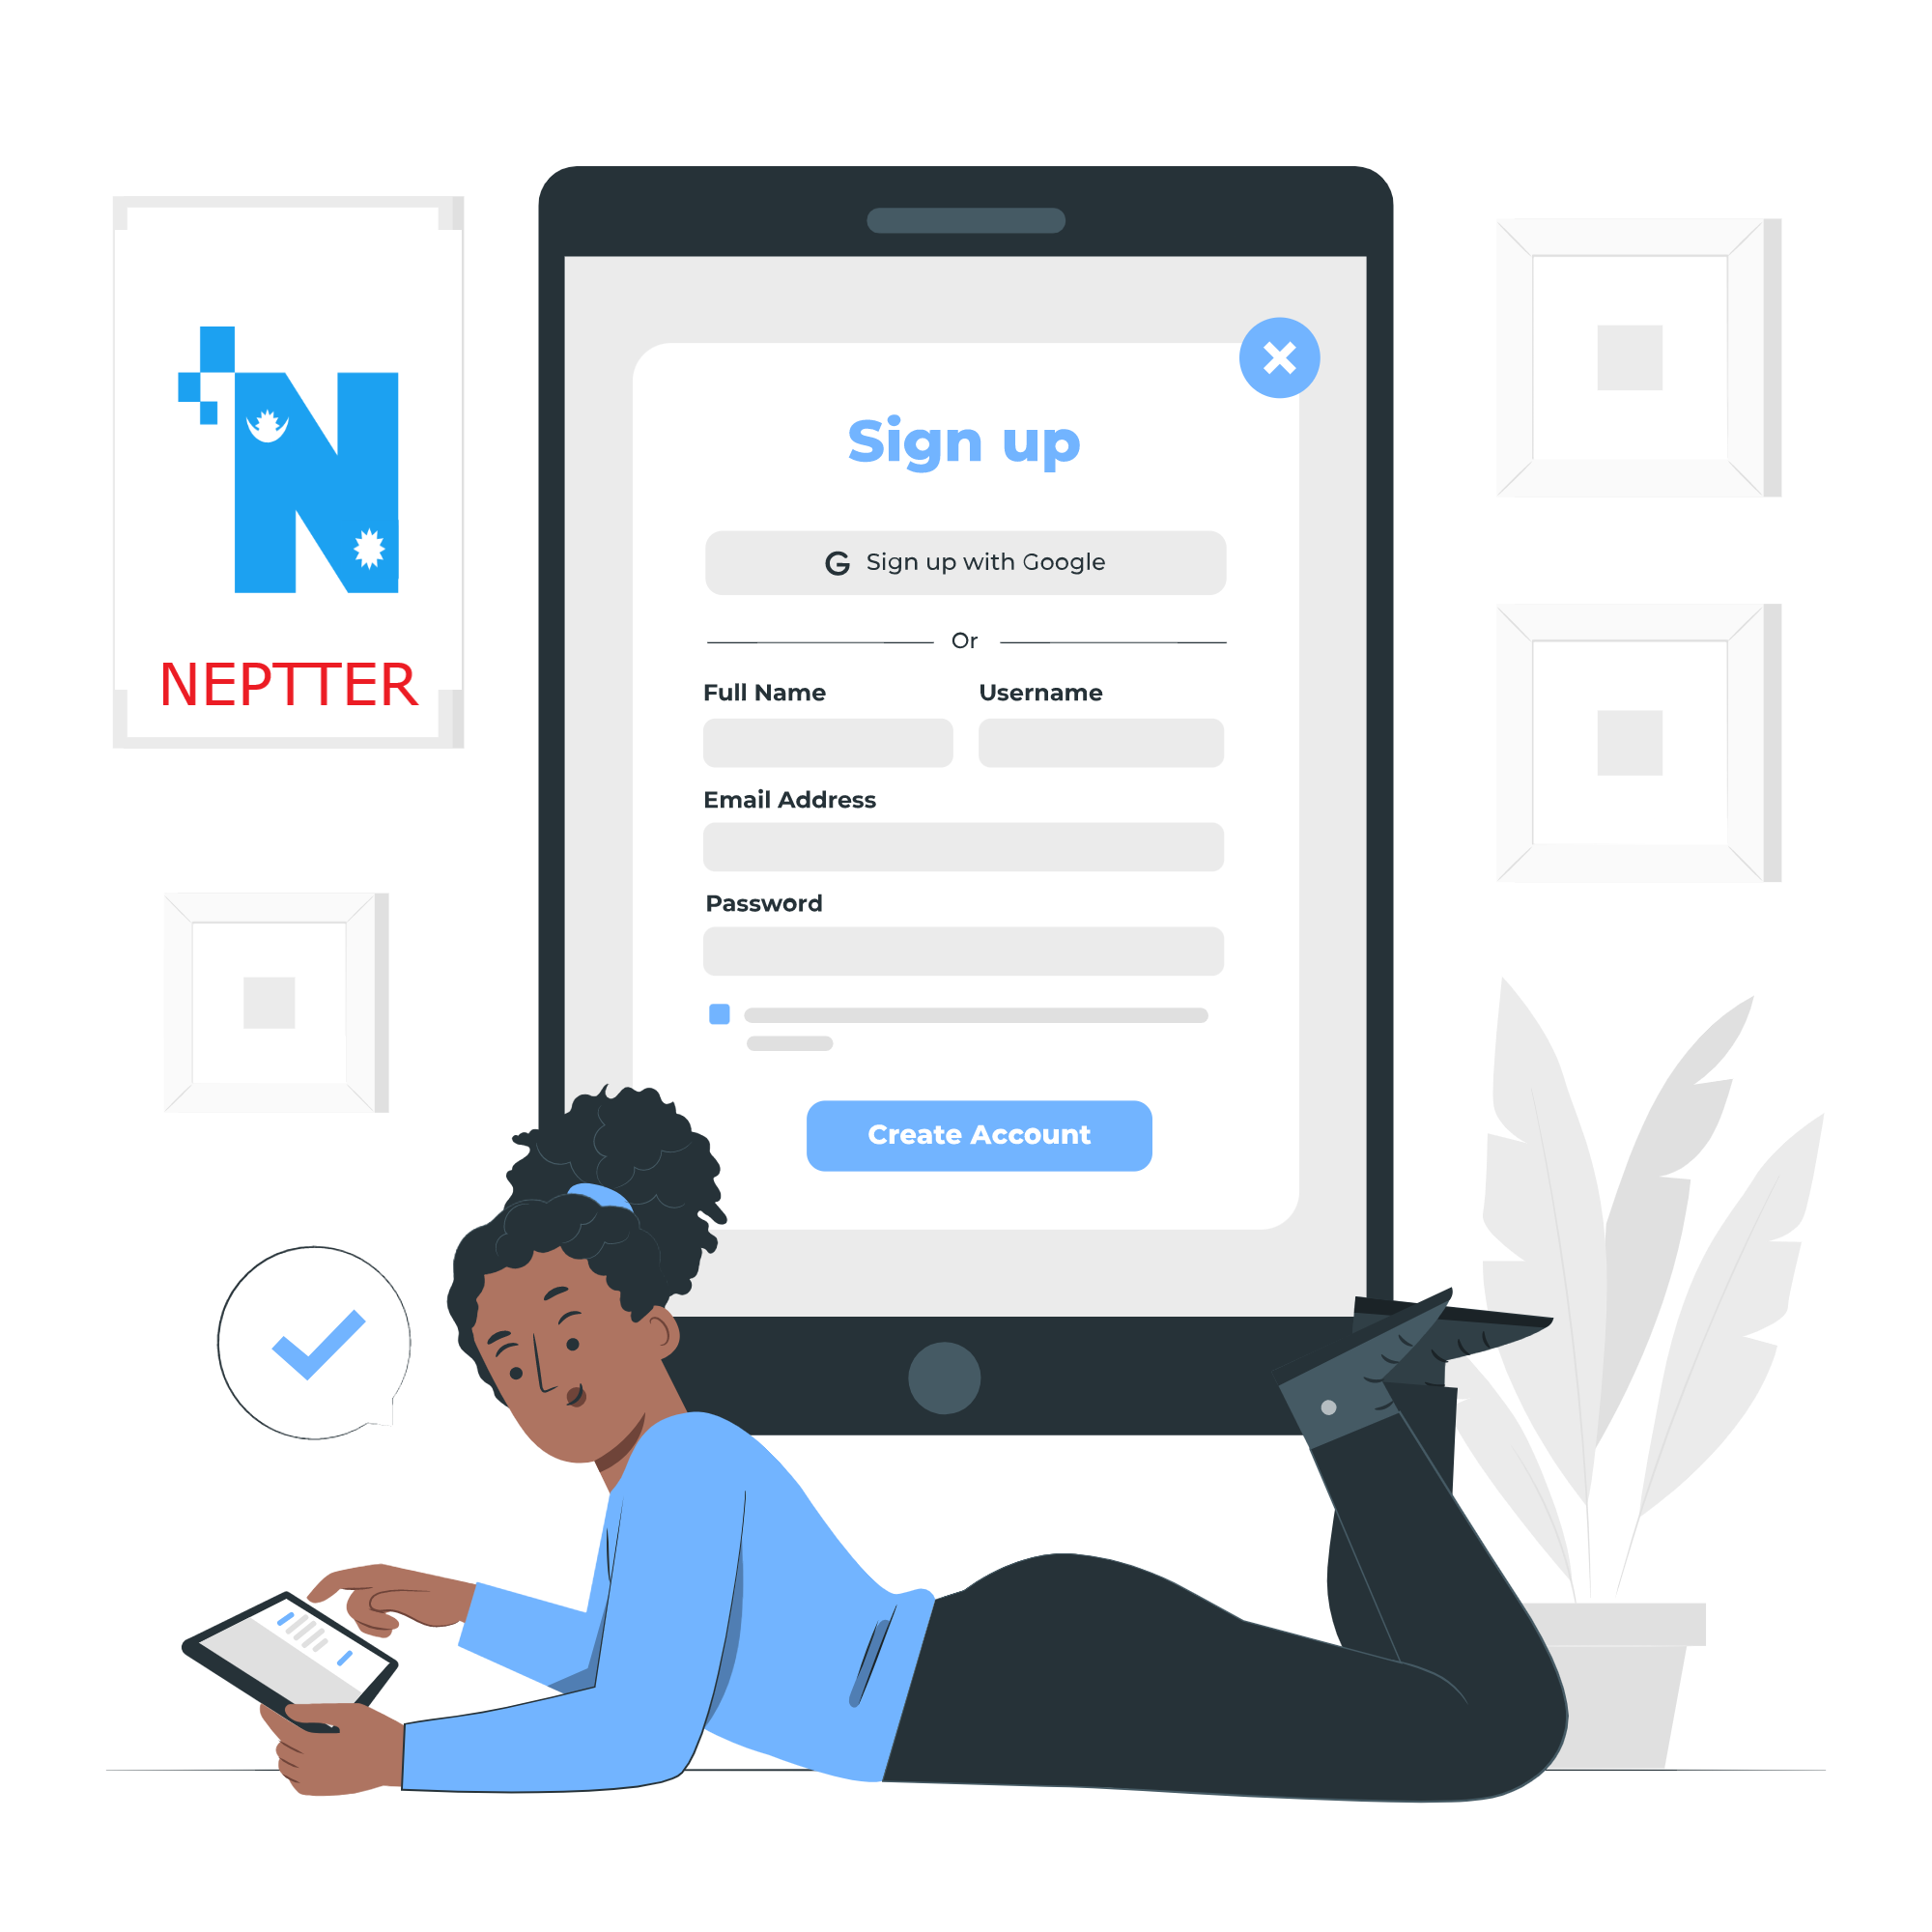 NEPTTER
Sign up
G Sign up with Google
Or
Full Name Username
Email Address
Password
Create Account